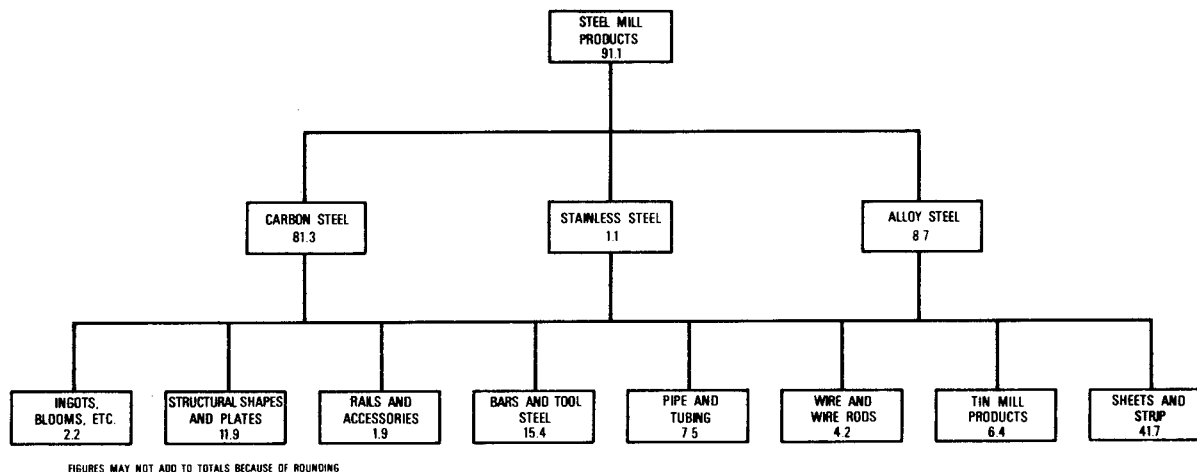 STEEL MILL
PRODUCTS
91.1
CARBON STEEL
81.3
STAINLESS STEEL
1.1
ALLOY STEEL
8 7
INGOTS,
BLOOMS, ETC.
2.2
STRUCTURAL SHAPES
AND PLATES
11.9
RAILS AND
ACCESSORIES
1.9
BARS AND TOOL
STEEL
15.4
PIPE AND
TUBING
7 5
WIRE AND
WIRE RODS
4.2
TIN MILL
PRODUCTS
6.4
SHEETS AND
STRIP
41.7
FIGURES MAY NOT ADD TO TOTALS BECAUSE OF ROUNDING